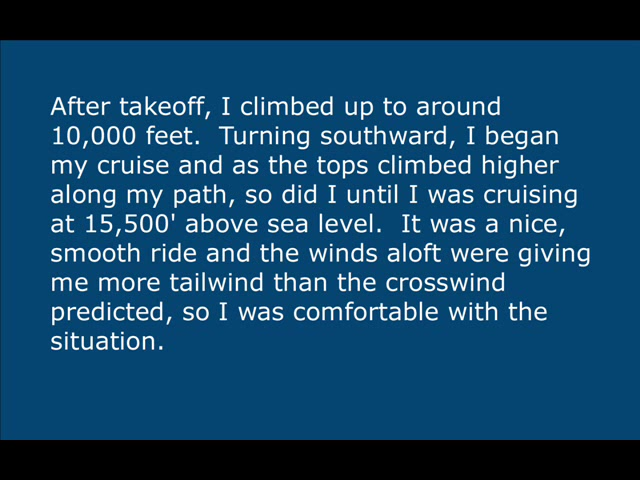 After takeoff, I climbed up to around
10,000 feet.  Turning southward, I began
my cruise and as the tops climbed higher
along my path, so did I until I was cruising
at 15,500' above sea level.  It was a nice,
smooth ride and the winds aloft were giving
me more tailwind than the crosswind
predicted, so I was comfortable with the
situation.